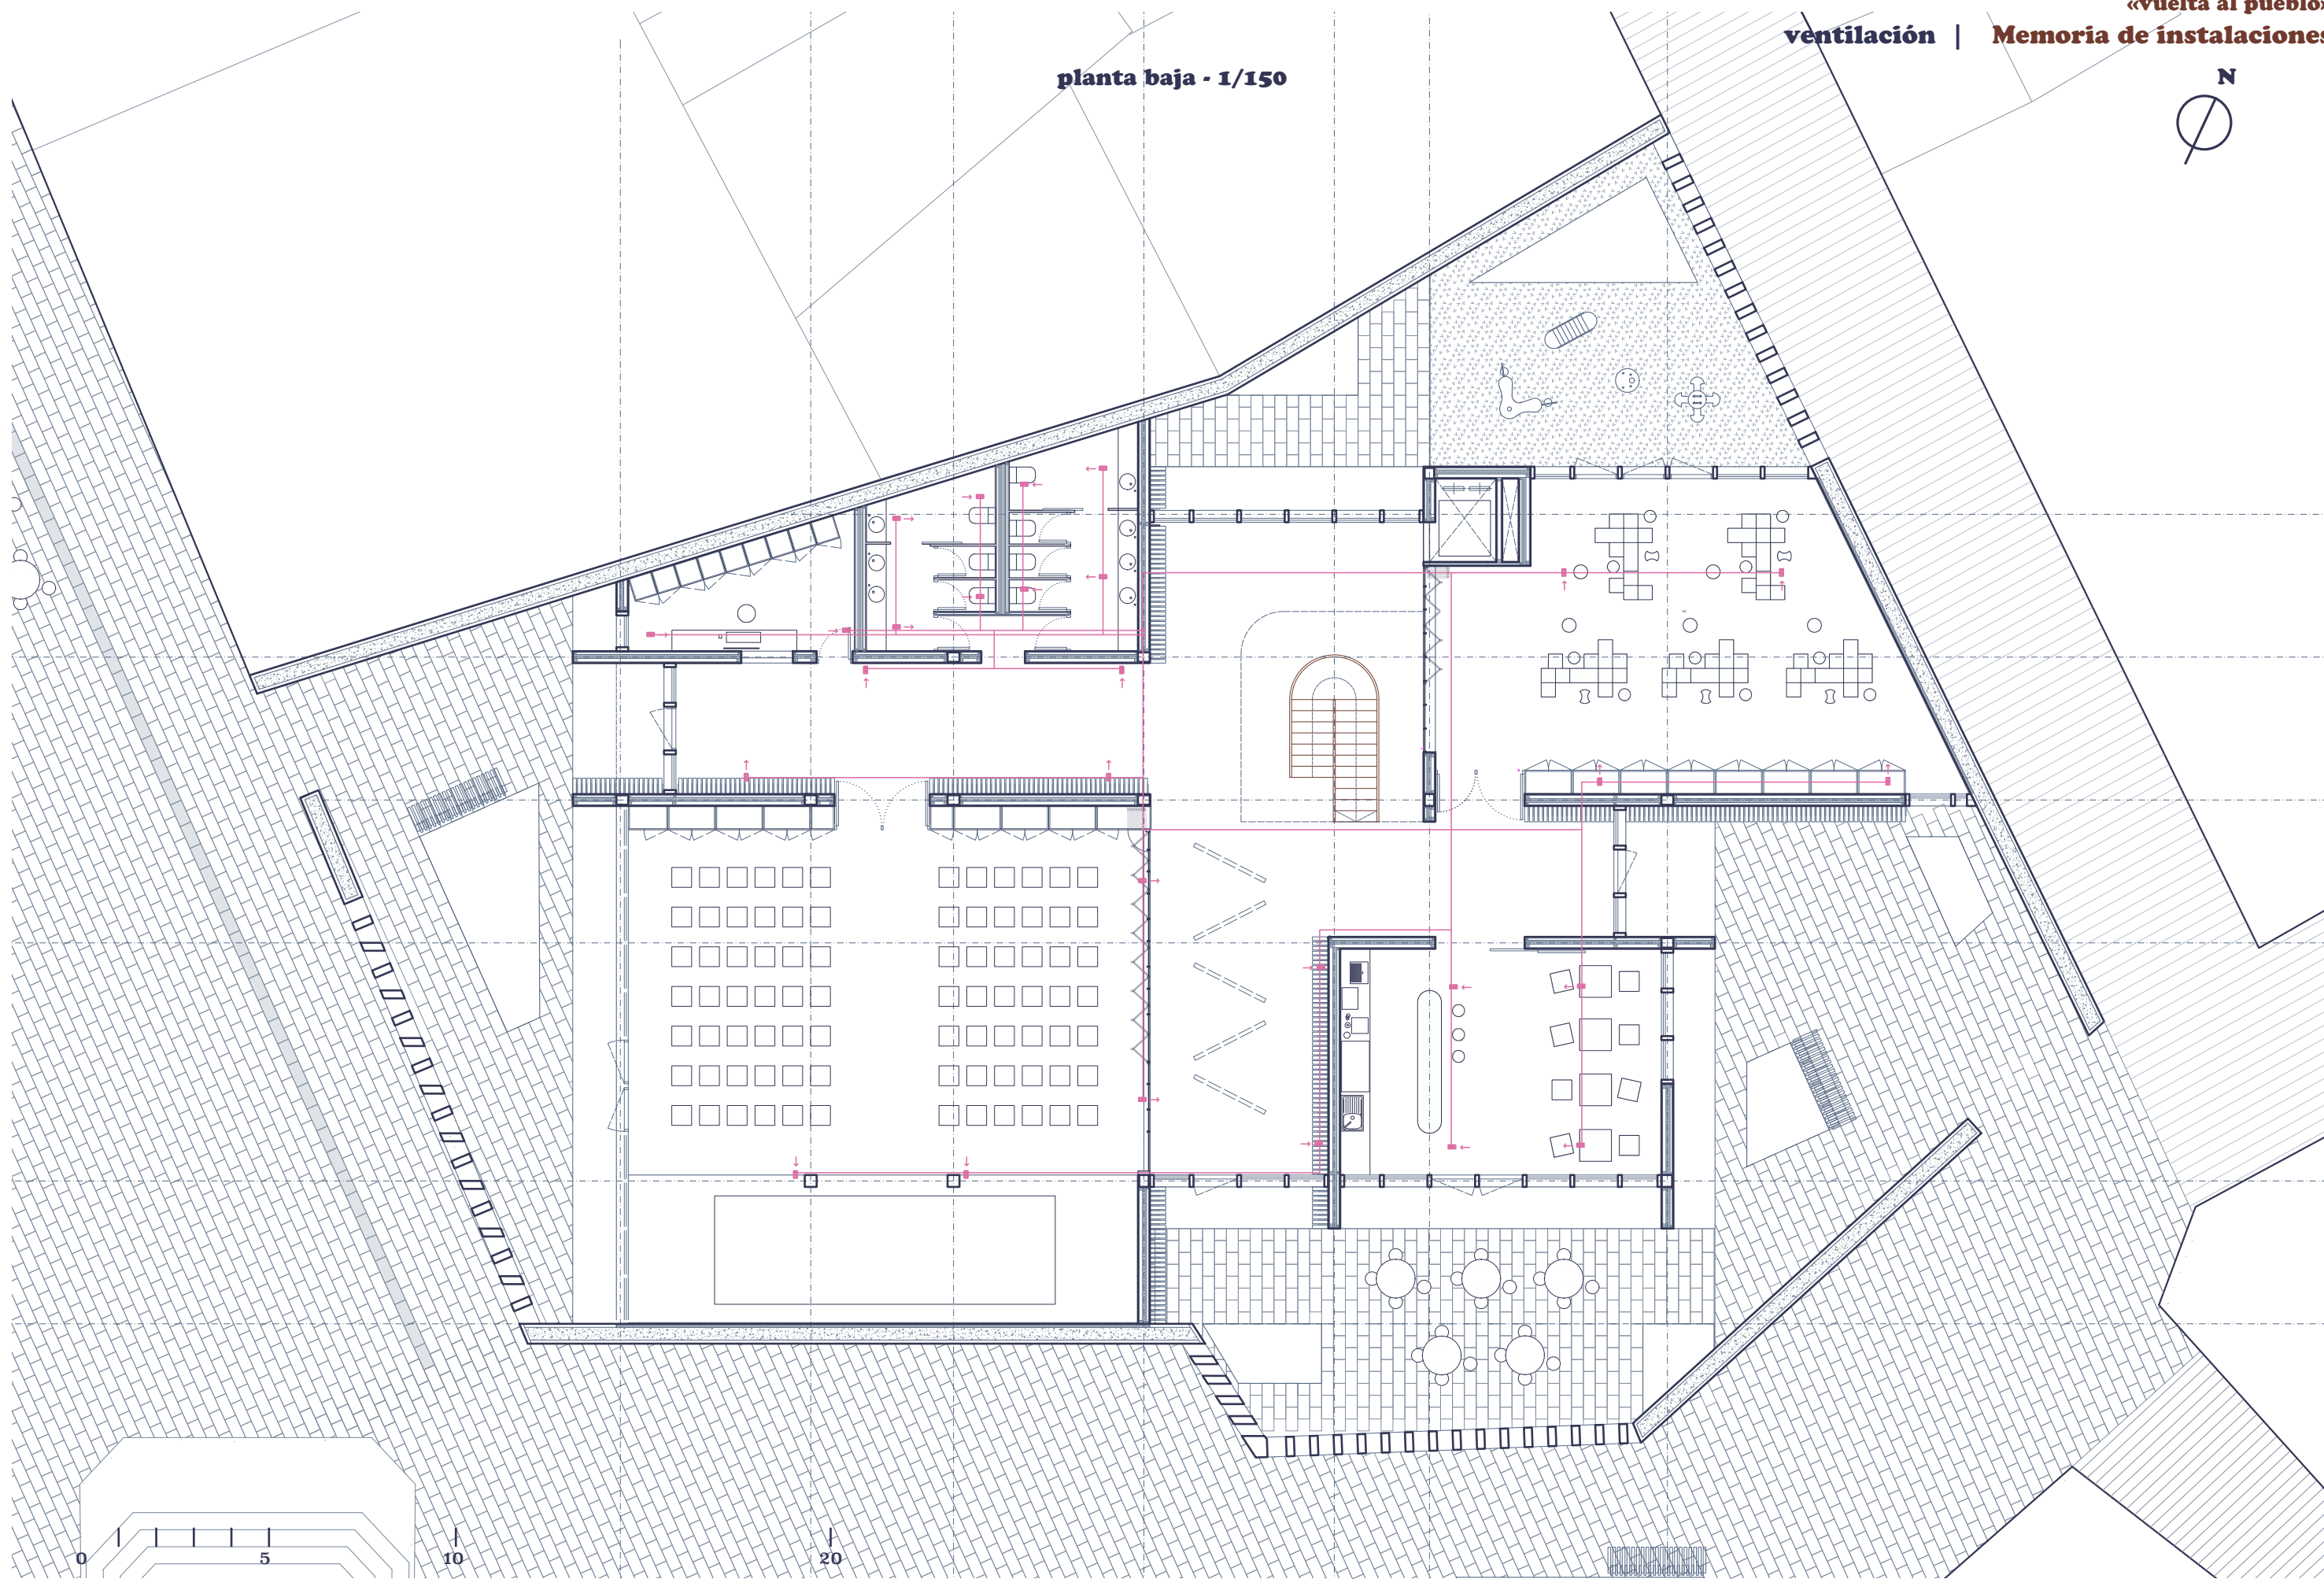 «vuelta al pueblo»
ventilación | Memoria de instalaciones
planta baja - 1/150
N
0 5 10 20